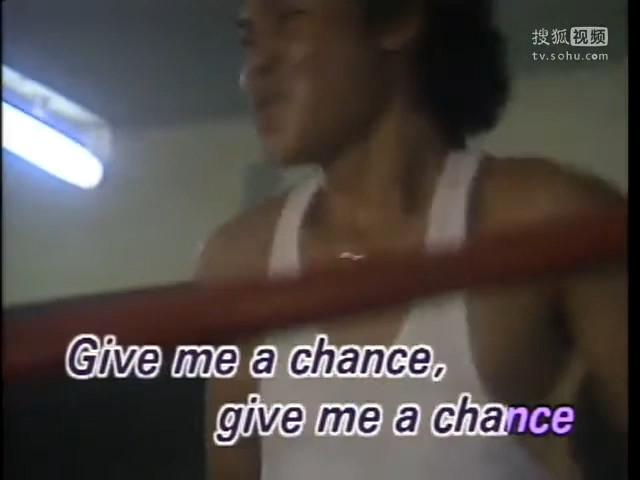 搜狐视频
tv.sohu.com
Give me a chance,
give me a chance